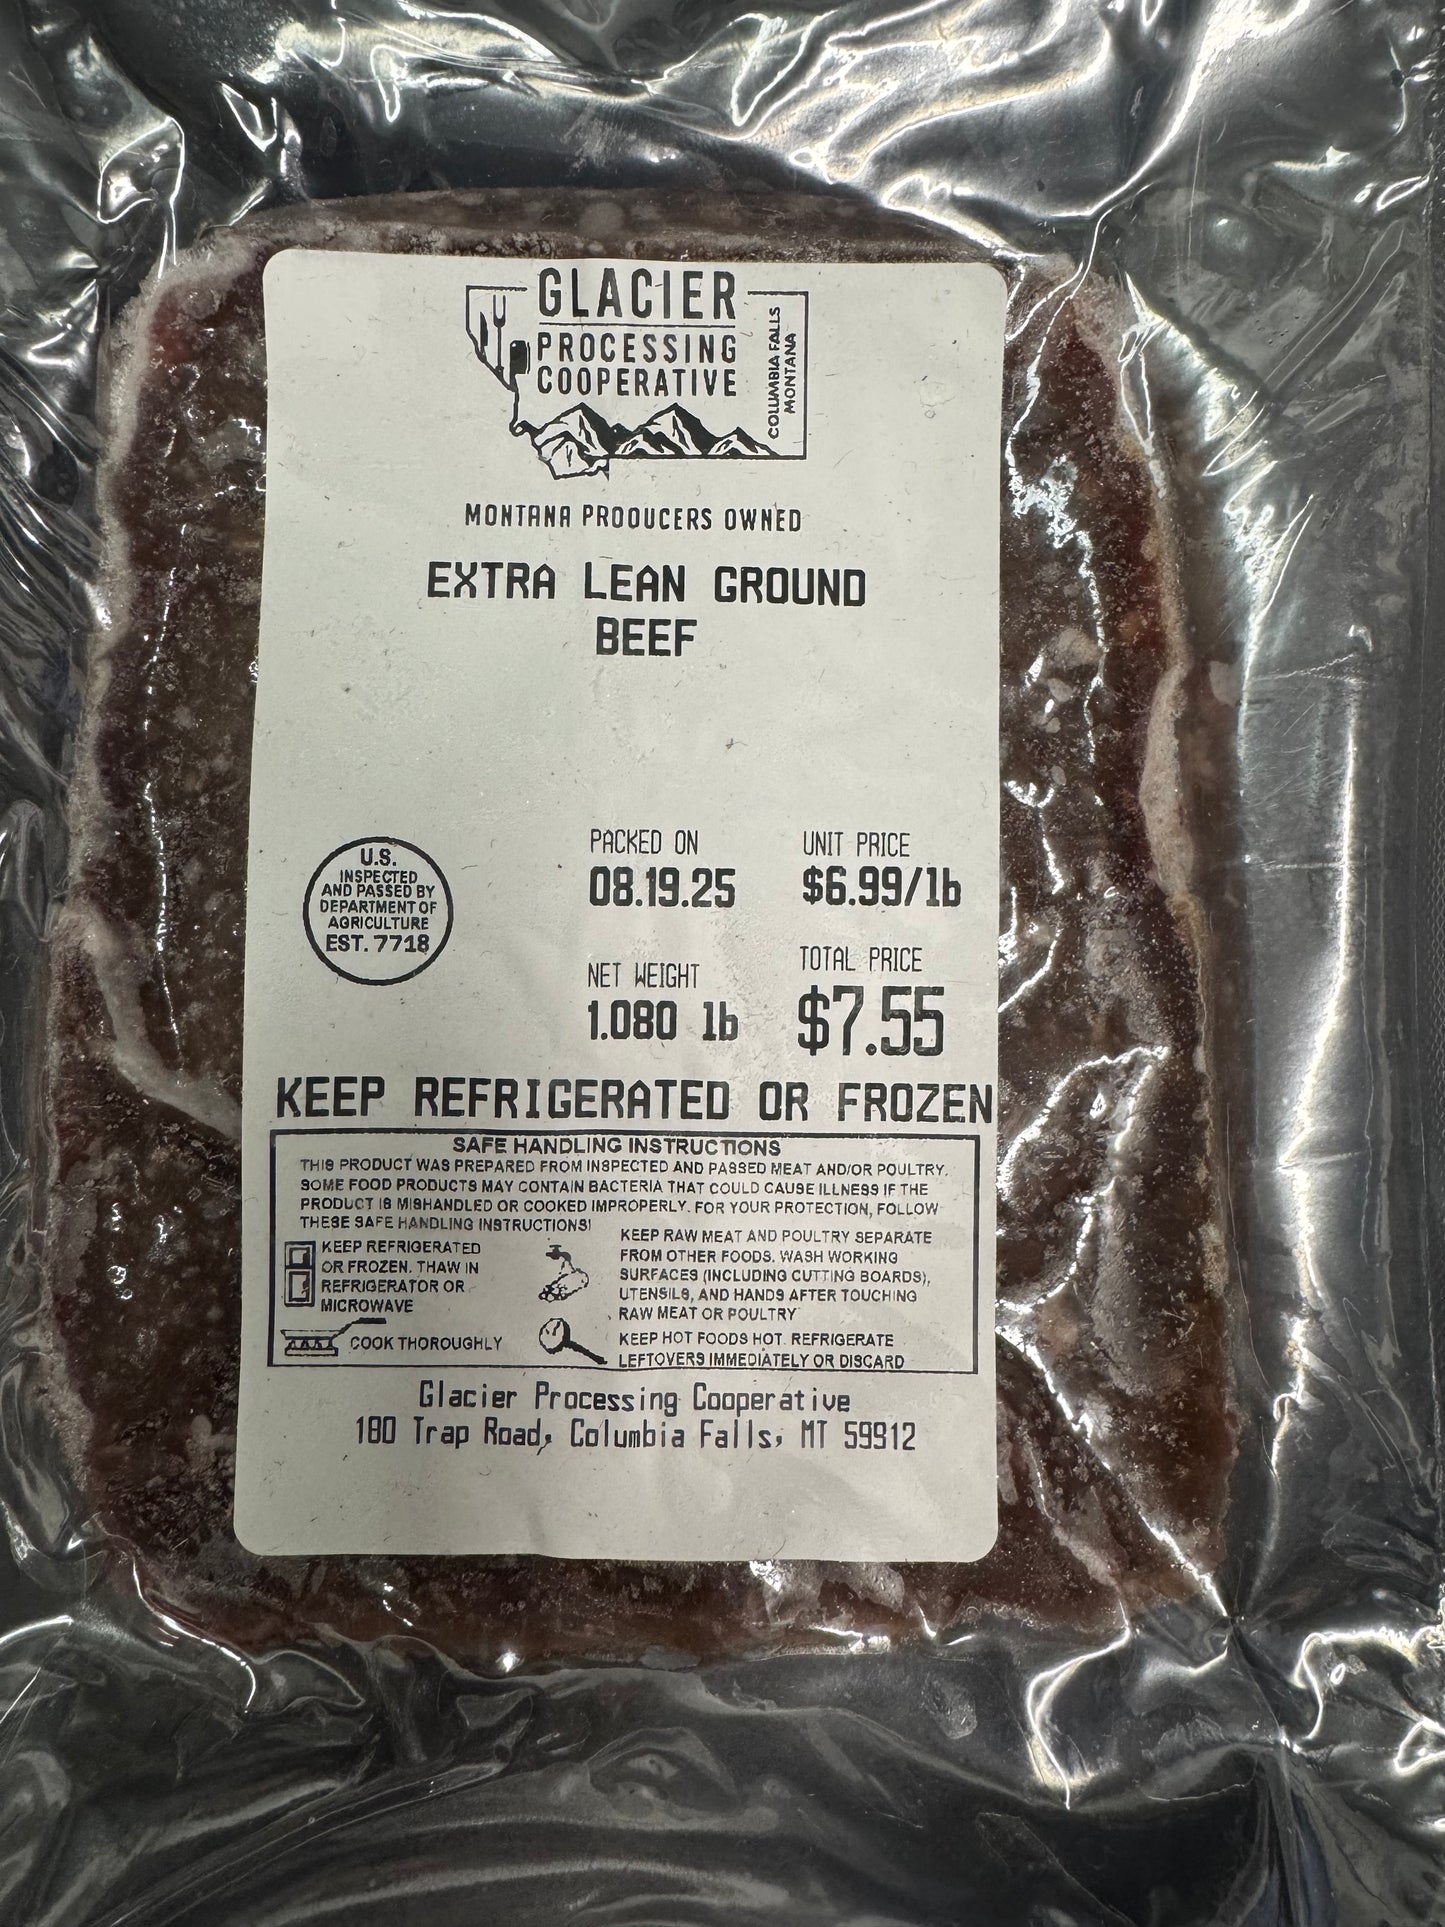 GLACIER
PROCESSING
COOPERATIVE
COLUMBIA FALLS
MONTANA
MONTANA PRODUCERS OWNED
EXTRA LEAN GROUND
BEEF
U.S.
INSPECTED
AND PASSED BY
DEPARTMENT OF
AGRICULTURE
EST. 7718
PACKED ON
08.19.25
UNIT PRICE
$6.99/lb
NET WEIGHT
1.080 lb
TOTAL PRICE
$7.55
KEEP REFRIGERATED OR FROZEN
SAFE HANDLING INSTRUCTIONS
THIS PRODUCT WAS PREPARED FROM INSPECTED AND PASSED MEAT AND/OR POULTRY.
SOME FOOD PRODUCTS MAY CONTAIN BACTERIA THAT COULD CAUSE ILLNESS IF THE
PRODUCT IS MISHANDLED OR COOKED IMPROPERLY. FOR YOUR PROTECTION, FOLLOW
THESE SAFE HANDLING INSTRUCTIONS!
KEEP REFRIGERATED
OR FROZEN. THAW IN
REFRIGERATOR OR
MICROWAVE
KEEP RAW MEAT AND POULTRY SEPARATE
FROM OTHER FOODS. WASH WORKING
SURFACES (INCLUDING CUTTING BOARDS),
UTENSILS, AND HANDS AFTER TOUCHING
RAW MEAT OR POULTRY
COOK THOROUGHLY
KEEP HOT FOODS HOT. REFRIGERATE
LEFTOVERS IMMEDIATELY OR DISCARD
Glacier Processing Cooperative
180 Trap Road, Columbia Falls, MT 59912